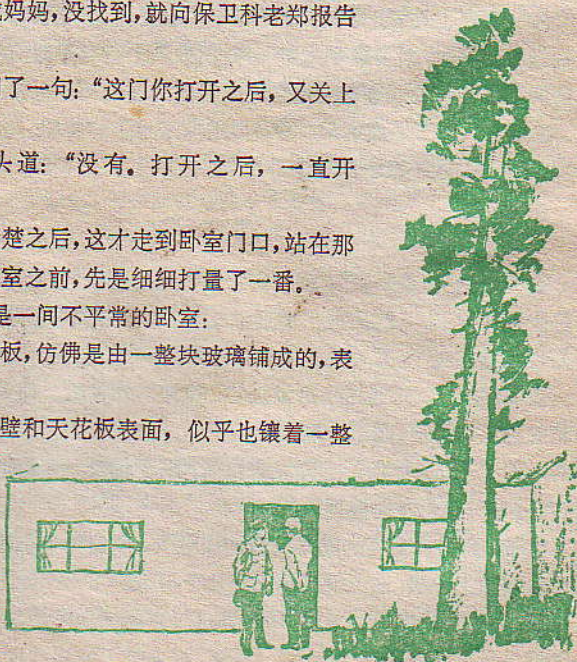 妈妈,没找到,就向保卫科老郑报告
了一句:“这门你打开之后,又关上
头道:“没有。打开之后,一直开
楚之后,这才走到卧室门口,站在那
室之前,先是细细打量了一番。
是一间不平常的卧室:
板,仿佛是由一整块玻璃铺成的,表
壁和天花板表面,似乎也镶着一整